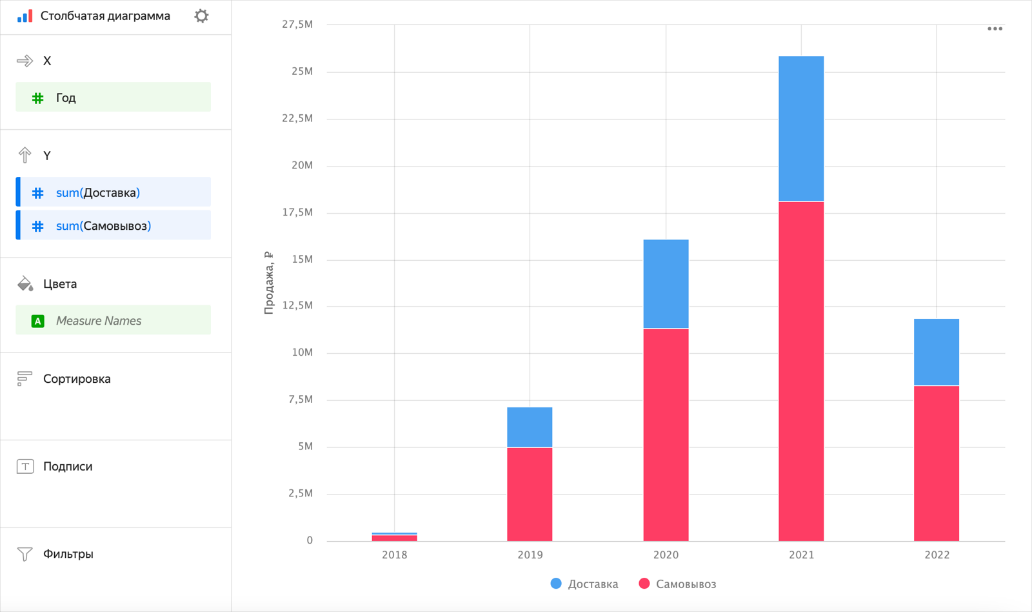 Столбчатая диаграмма
X
Год
Y
sum(Доставка)
sum(Самовывоз)
Цвета
A
Measure Names
Сортировка
T
Подписи
Фильтры
27,5M
25M
22,5M
20M
17,5M
15M
12,5M
10M
7,5M
5M
2,5M
0
Продажа, ₽
2018 2019 2020 2021 2022
Доставка Самовывоз